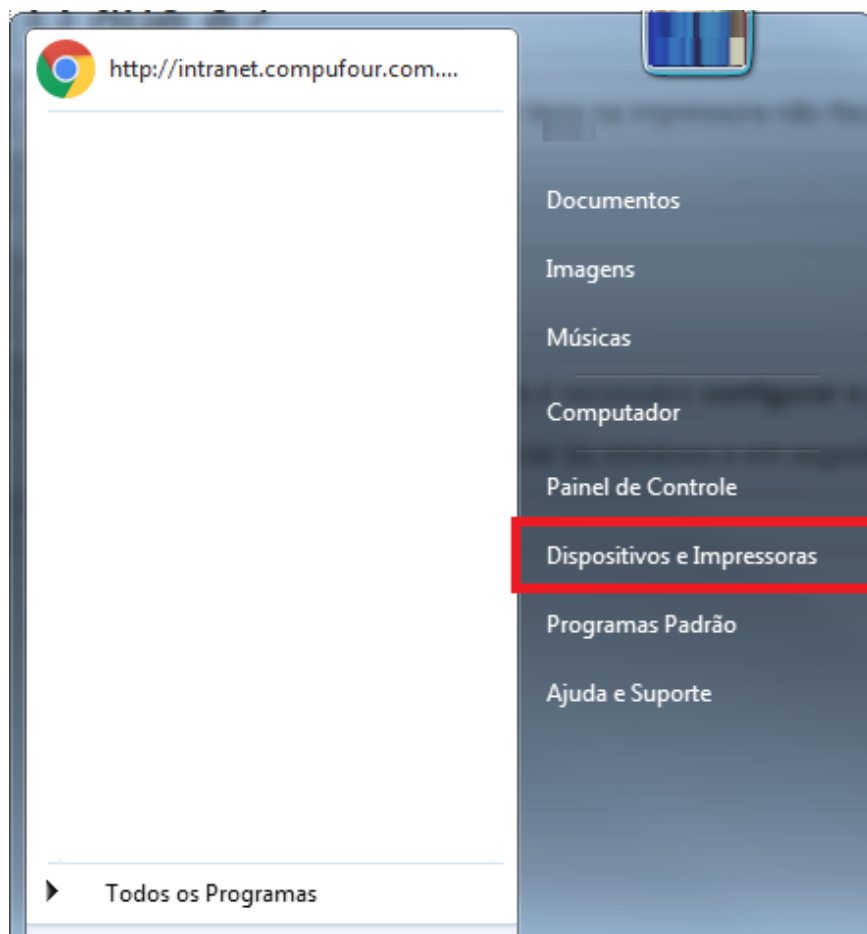 http://intranet.compufour.com....
Documentos
Imagens
Músicas
Computador
Painel de Controle
Dispositivos e Impressoras
Programas Padrão
Ajuda e Suporte
Todos os Programas